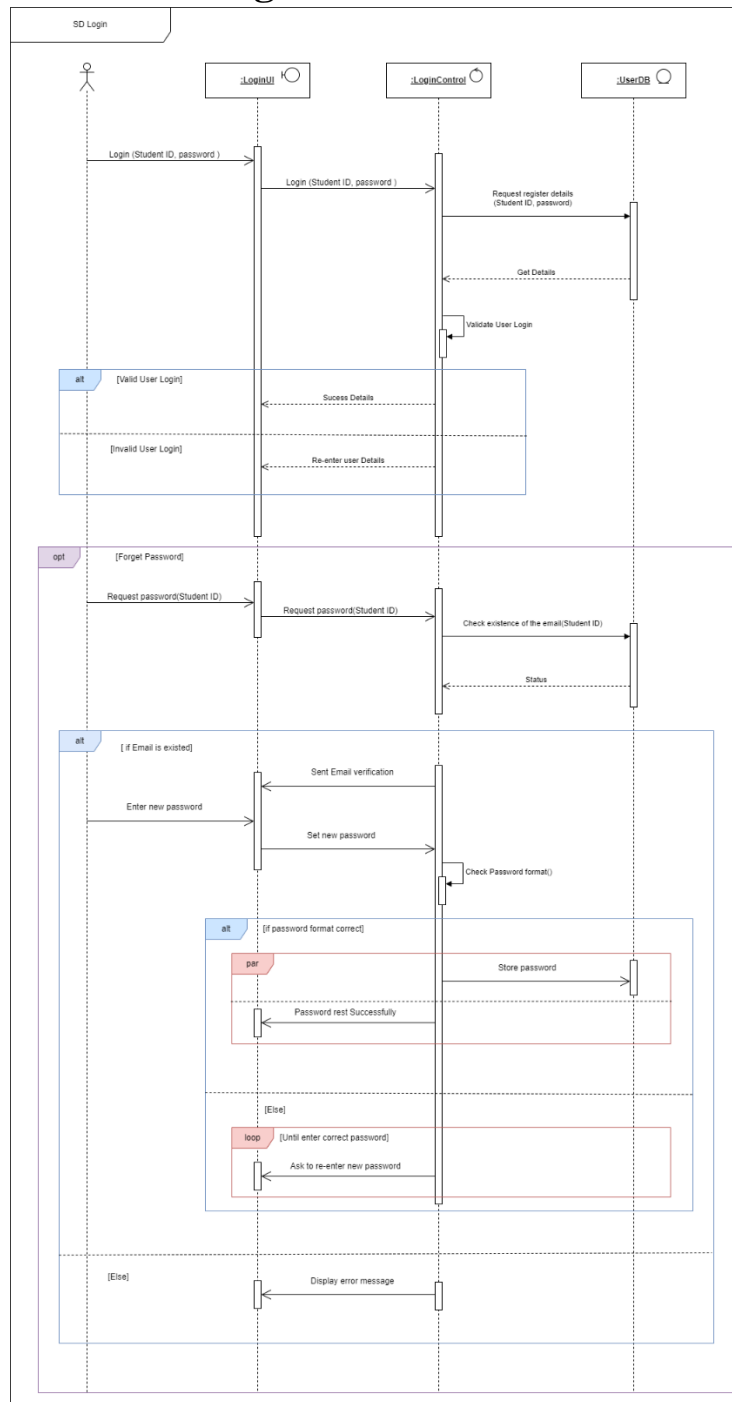 SD Login
:LoginUI
:LoginControl
:UserDB
Login (Student ID, password )
Login (Student ID, password )
Request register details
(Student ID, password)
Get Details
Validate User Login
alt
[Valid User Login]
Sucess Details
[Invalid User Login]
Re-enter user Details
opt
[Forget Password]
Request password(Student ID)
Request password(Student ID)
Check existence of the email(Student ID)
Status
alt
[ if Email is existed]
Sent Email verification
Enter new password
Set new password
Check Password format()
alt
[if password format correct]
par
Store password
Password rest Successfully
[Else]
loop
[Until enter correct password]
Ask to re-enter new password
[Else]
Display error message